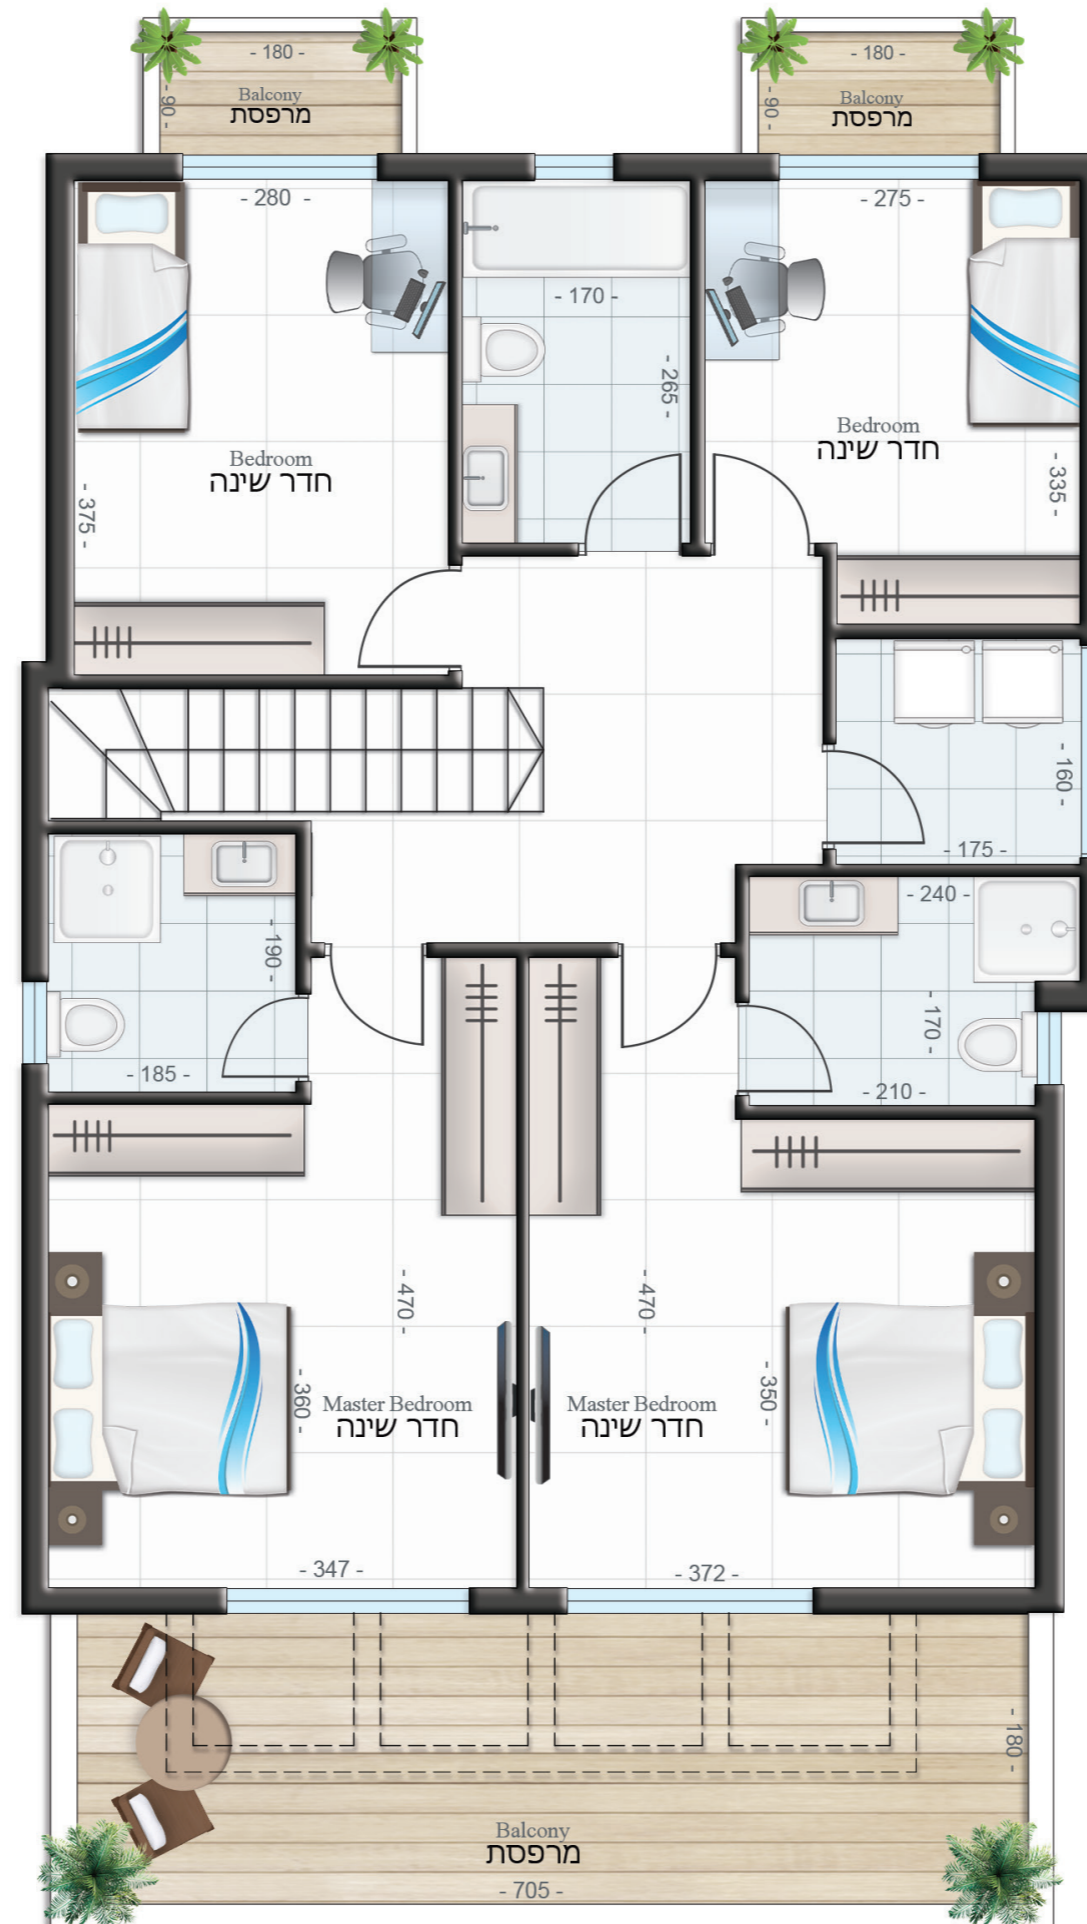 - 180 -
- 180 -
- 90 -
Balcony
מרפסת
- 90 -
Balcony
מרפסת
- 280 -
- 275 -
- 170 -
- 265 -
Bedroom
חדר שינה
Bedroom
חדר שינה
- 375 -
- 335 -
- 160 -
- 175 -
- 240 -
- 190 -
- 170 -
- 185 -
- 210 -
- 470 -
- 470 -
- 360 -
Master Bedroom
חדר שינה
Master Bedroom
חדר שינה
- 350 -
- 347 -
- 372 -
- 180 -
Balcony
מרפסת
- 705 -